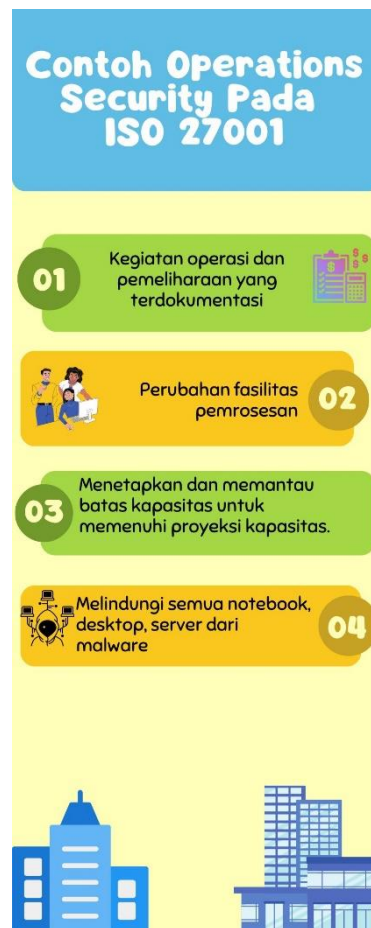 Contoh Operations
Security Pada
ISO 27001
01
Kegiatan operasi dan
pemeliharaan yang
terdokumentasi
Perubahan fasilitas
pemrosesan
02
03
Menetapkan dan memantau
batas kapasitas untuk
memenuhi proyeksi kapasitas.
Melindungi semua notebook,
desktop, server dari
malware
04